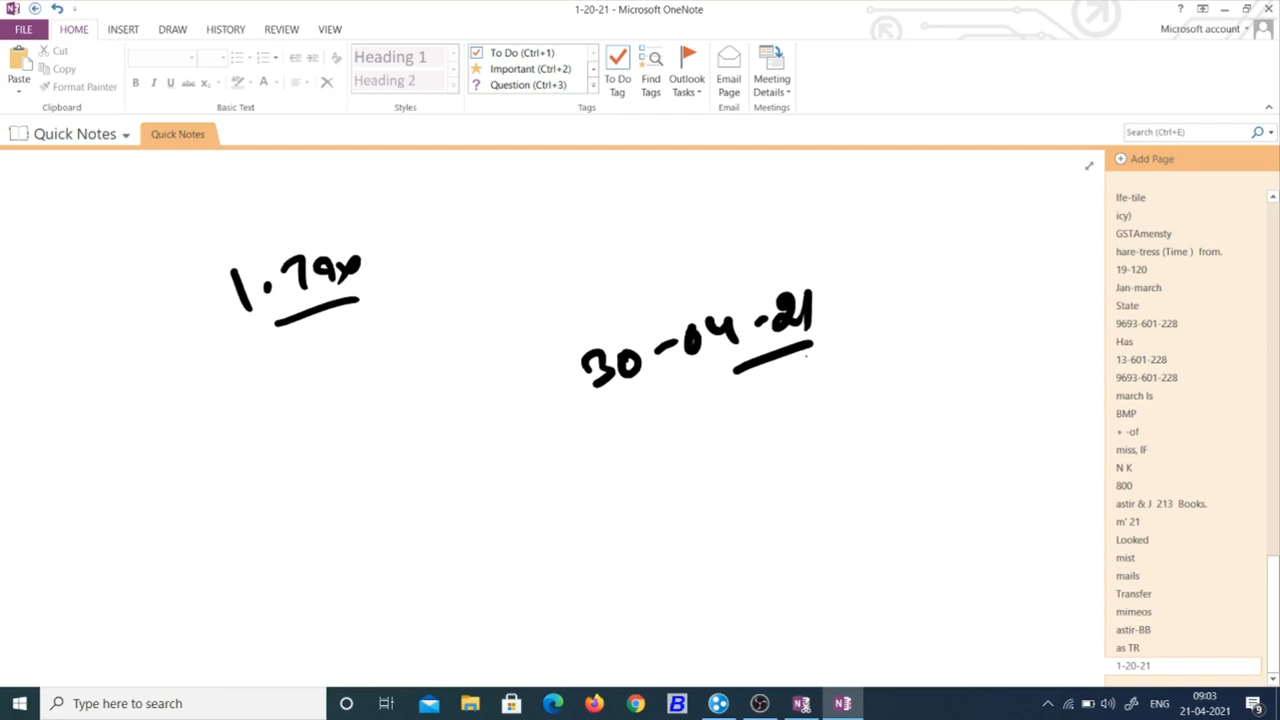 1-20-21 - Microsoft OneNote
?
FILE HOME INSERT DRAW HISTORY REVIEW VIEW
Microsoft account
Paste
Cut
Copy
Format Painter
Clipboard
B I U abc x₂ A
Basic Text
Heading 1
Heading 2
Styles
To Do (Ctrl+1)
Important (Ctrl+2)
Question (Ctrl+3)
To Do Tag
Find Tags
Outlook Tasks
Tags
Email Page
Email
Meeting Details
Meetings
Quick Notes
Quick Notes
Search (Ctrl+E)
Add Page
lfe-tile
icy)
GSTAmensty
hare-tress (Time ) from.
19-120
Jan-march
State
9693-601-228
Has
13-601-228
9693-601-228
march ls
BMP
+ -of
miss, IF
N K
800
astir & J 213 Books.
m' 21
Looked
mist
mails
Transfer
mimeos
astir-BB
as TR
1-20-21
1.Tax
30-04-21
Type here to search
ENG
09:03
21-04-2021
9